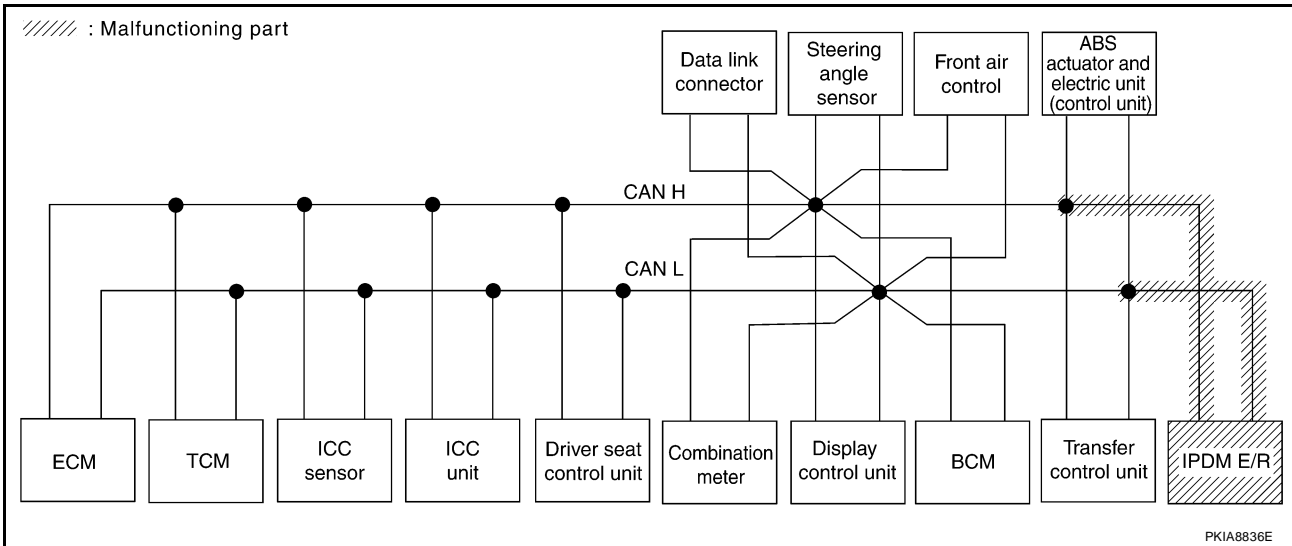 : Malfunctioning part
Data link
connector
Steering
angle
sensor
Front air
control
ABS
actuator and
electric unit
(control unit)
CAN H
CAN L
ECM
TCM
ICC
sensor
ICC
unit
Driver seat
control unit
Combination
meter
Display
control unit
BCM
Transfer
control unit
IPDM E/R
PKIA8836E